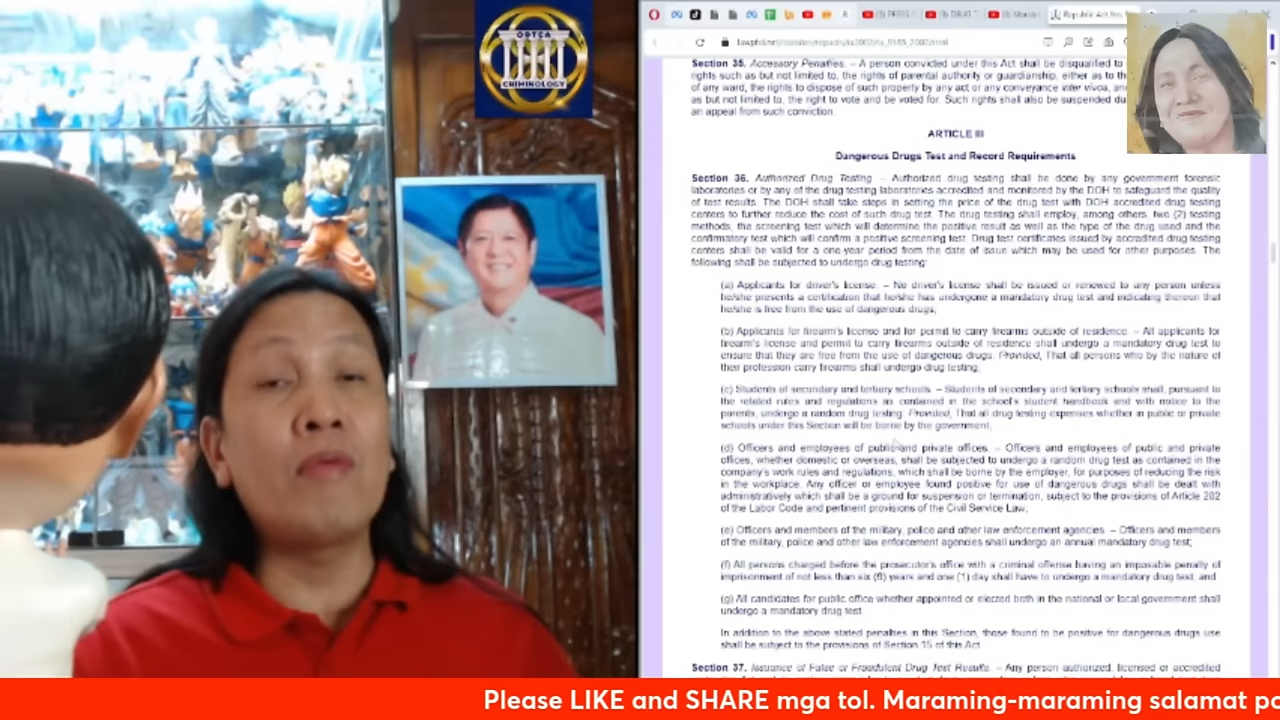 ORTEA
CRIMINOLOGY
Section 35. Accessory Penalties. – A person convicted under this Act shall be disqualified to
rights such as but not limited to, the rights of parental authority or guardianship, either as to the
of any ward, the rights to dispose of such property by any act or any conveyance inter vivos, an
as but not limited to, the right to vote and be voted for. Such rights shall also be suspended du
an appeal from such conviction.
ARTICLE III
Dangerous Drugs Test and Record Requirements
Section 36. Authorized Drug Testing. – Authorized drug testing shall be done by any government forensic
laboratories or by any of the drug testing laboratories accredited and monitored by the DOH to safeguard the quality
of test results. The DOH shall take steps in setting the price of the drug test with DOH accredited drug testing
centers to further reduce the cost of such drug test. The drug testing shall employ, among others, two (2) testing
methods, the screening test which will determine the positive result as well as the type of the drug used and the
confirmatory test which will confirm a positive screening test. Drug test certificates issued by accredited drug testing
centers shall be valid for a one-year period from the date of issue which may be used for other purposes. The
following shall be subjected to undergo drug testing:
(a) Applicants for driver's license. – No driver's license shall be issued or renewed to any person unless
he/she presents a certification that he/she has undergone a mandatory drug test and indicating thereon that
he/she is free from the use of dangerous drugs;
(b) Applicants for firearm's license and for permit to carry firearms outside of residence. – All applicants for
firearm's license and permit to carry firearms outside of residence shall undergo a mandatory drug test to
ensure that they are free from the use of dangerous drugs: Provided, That all persons who by the nature of
their profession carry firearms shall undergo drug testing;
(c) Students of secondary and tertiary schools. – Students of secondary and tertiary schools shall, pursuant to
the related rules and regulations as contained in the school's student handbook and with notice to the
parents, undergo a random drug testing: Provided, That all drug testing expenses whether in public or private
schools under this Section will be borne by the government;
(d) Officers and employees of public and private offices. – Officers and employees of public and private
offices, whether domestic or overseas, shall be subjected to undergo a random drug test as contained in the
company's work rules and regulations, which shall be borne by the employer, for purposes of reducing the risk
in the workplace. Any officer or employee found positive for use of dangerous drugs shall be dealt with
administratively which shall be a ground for suspension or termination, subject to the provisions of Article 282
of the Labor Code and pertinent provisions of the Civil Service Law;
(e) Officers and members of the military, police and other law enforcement agencies. – Officers and members
of the military, police and other law enforcement agencies shall undergo an annual mandatory drug test;
(f) All persons charged before the prosecutor's office with a criminal offense having an imposable penalty of
imprisonment of not less than six (6) years and one (1) day shall have to undergo a mandatory drug test; and
(g) All candidates for public office whether appointed or elected both in the national or local government shall
undergo a mandatory drug test.
In addition to the above stated penalties in this Section, those found to be positive for dangerous drugs use
shall be subject to the provisions of Section 15 of this Act.
Section 37. Issuance of False or Fraudulent Drug Test Results. – Any person authorized, licensed or accredited
Please LIKE and SHARE mga tol. Maraming-maraming salamat po